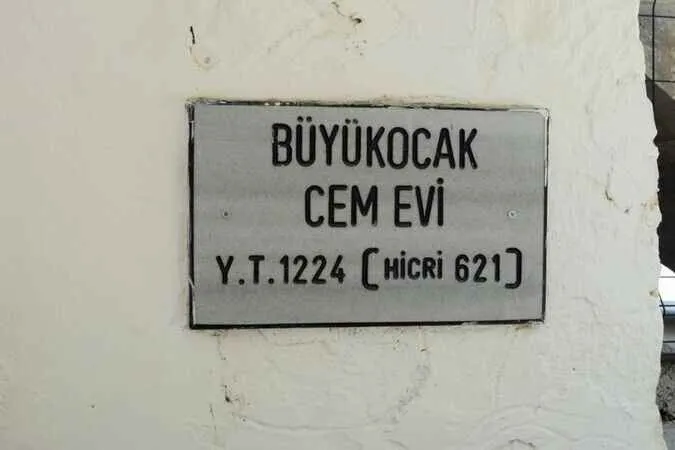 BÜYÜKOCAK
CEM EVİ
Y.T.1224 [HİCRİ 621]